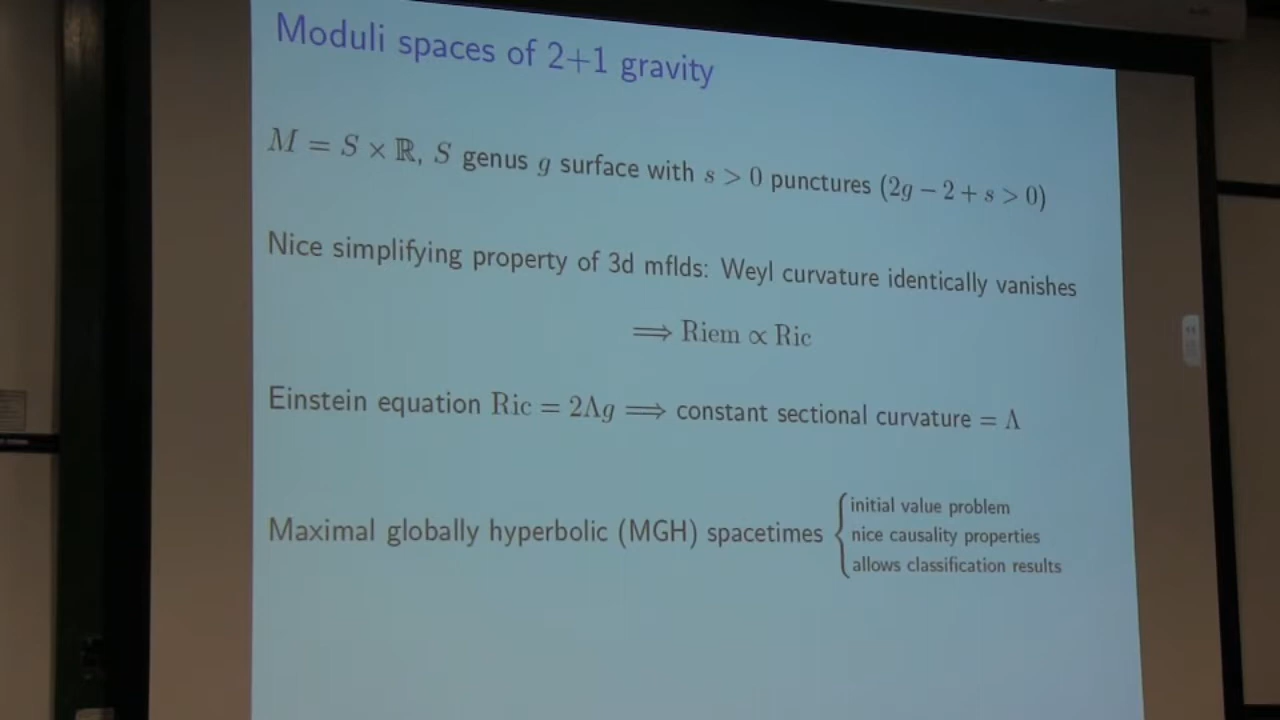 Moduli spaces of 2+1 gravity
M = S × ℝ, S genus g surface with s > 0 punctures (2g − 2 + s > 0)
Nice simplifying property of 3d mflds: Weyl curvature identically vanishes
⟹ Riem ∝ Ric
Einstein equation Ric = 2Λg ⟹ constant sectional curvature = Λ
Maximal globally hyperbolic (MGH) spacetimes
initial value problem
nice causality properties
allows classification results